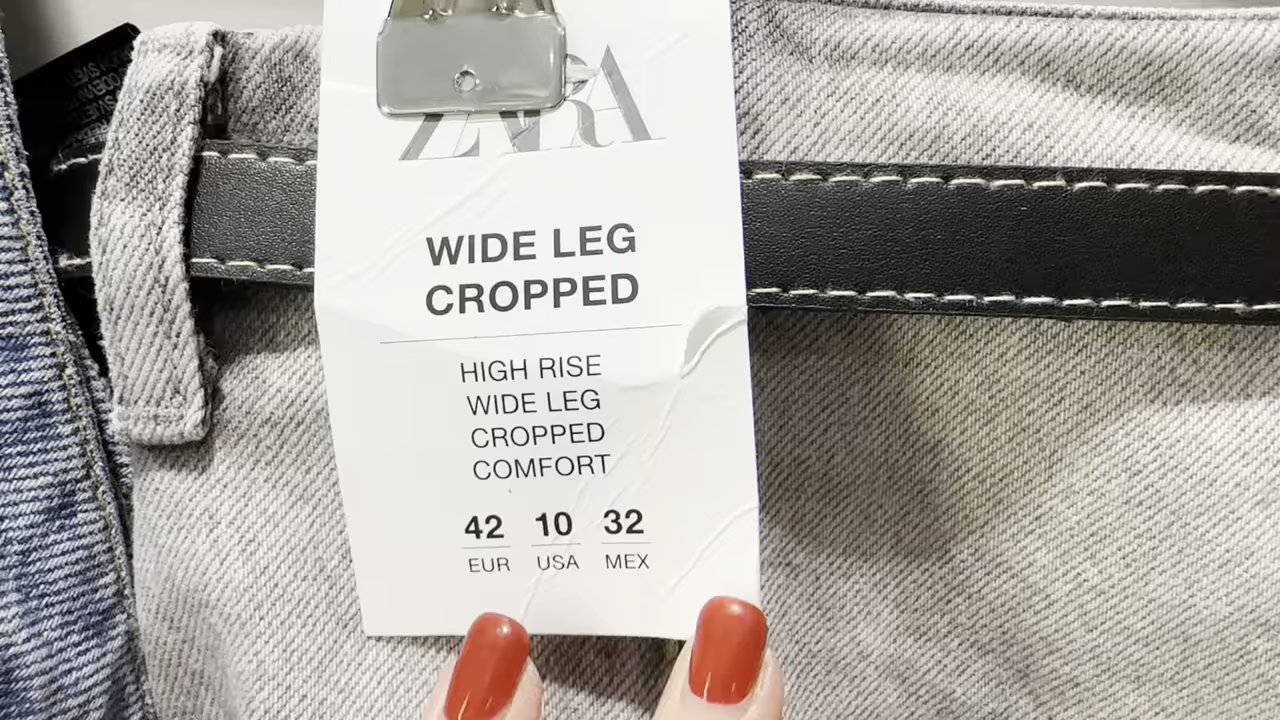 ZARA
WIDE LEG
CROPPED
HIGH RISE
WIDE LEG
CROPPED
COMFORT
42 10 32
EUR USA MEX